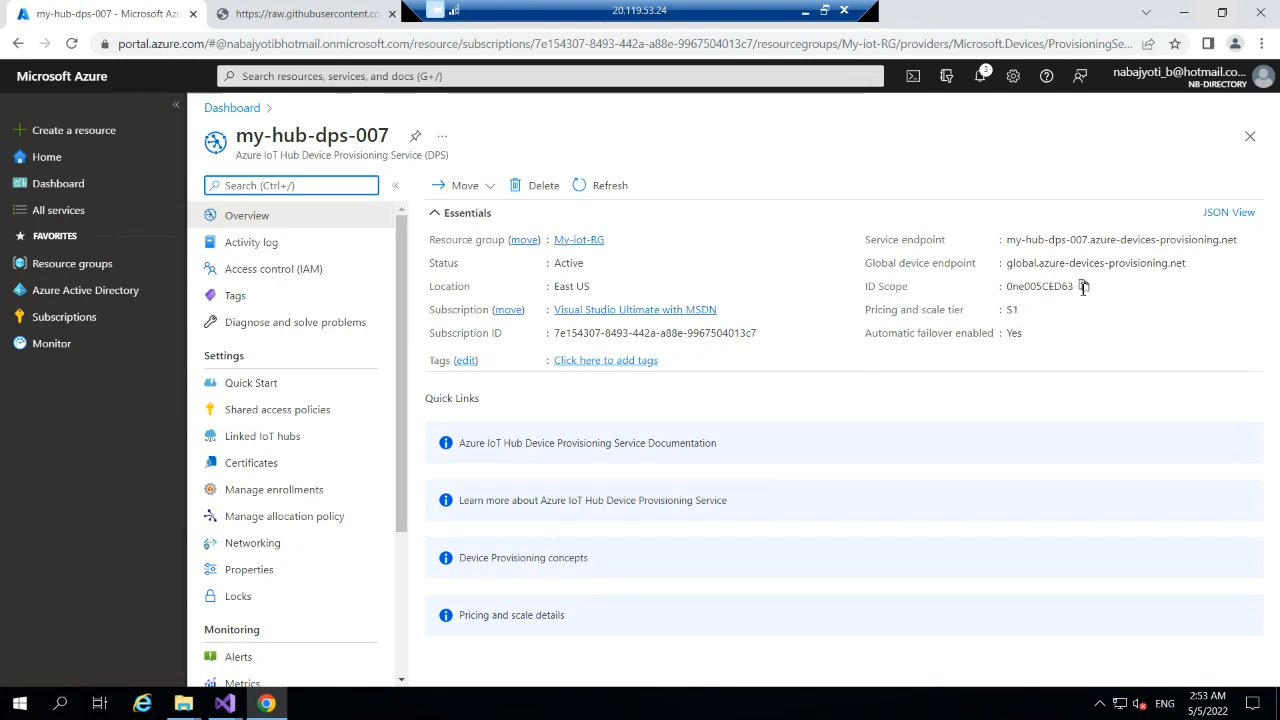 my-hub-dps-007 - Microsoft Azu
https://raw.githubusercontent.co
20.119.53.24
portal.azure.com/#@nabajyotibhotmail.onmicrosoft.com/resource/subscriptions/7e154307-8493-442a-a88e-9967504013c7/resourcegroups/My-iot-RG/providers/Microsoft.Devices/ProvisioningSe...
Microsoft Azure
Search resources, services, and docs (G+/)
3
nabajyoti_b@hotmail.co...
NB-DIRECTORY
Create a resource
Home
Dashboard
All services
FAVORITES
Resource groups
Azure Active Directory
Subscriptions
Monitor
Dashboard
my-hub-dps-007
Azure IoT Hub Device Provisioning Service (DPS)
Search (Ctrl+/)
Overview
Activity log
Access control (IAM)
Tags
Diagnose and solve problems
Settings
Quick Start
Shared access policies
Linked IoT hubs
Certificates
Manage enrollments
Manage allocation policy
Networking
Properties
Locks
Monitoring
Alerts
Metrics
Move
Delete
Refresh
Essentials
JSON View
Resource group (move) : My-iot-RG
Status : Active
Location : East US
Subscription (move) : Visual Studio Ultimate with MSDN
Subscription ID : 7e154307-8493-442a-a88e-9967504013c7
Tags (edit) : Click here to add tags
Service endpoint : my-hub-dps-007.azure-devices-provisioning.net
Global device endpoint : global.azure-devices-provisioning.net
ID Scope : 0ne005CED63
Pricing and scale tier : S1
Automatic failover enabled : Yes
Quick Links
Azure IoT Hub Device Provisioning Service Documentation
Learn more about Azure IoT Hub Device Provisioning Service
Device Provisioning concepts
Pricing and scale details
ENG
2:53 AM
5/5/2022